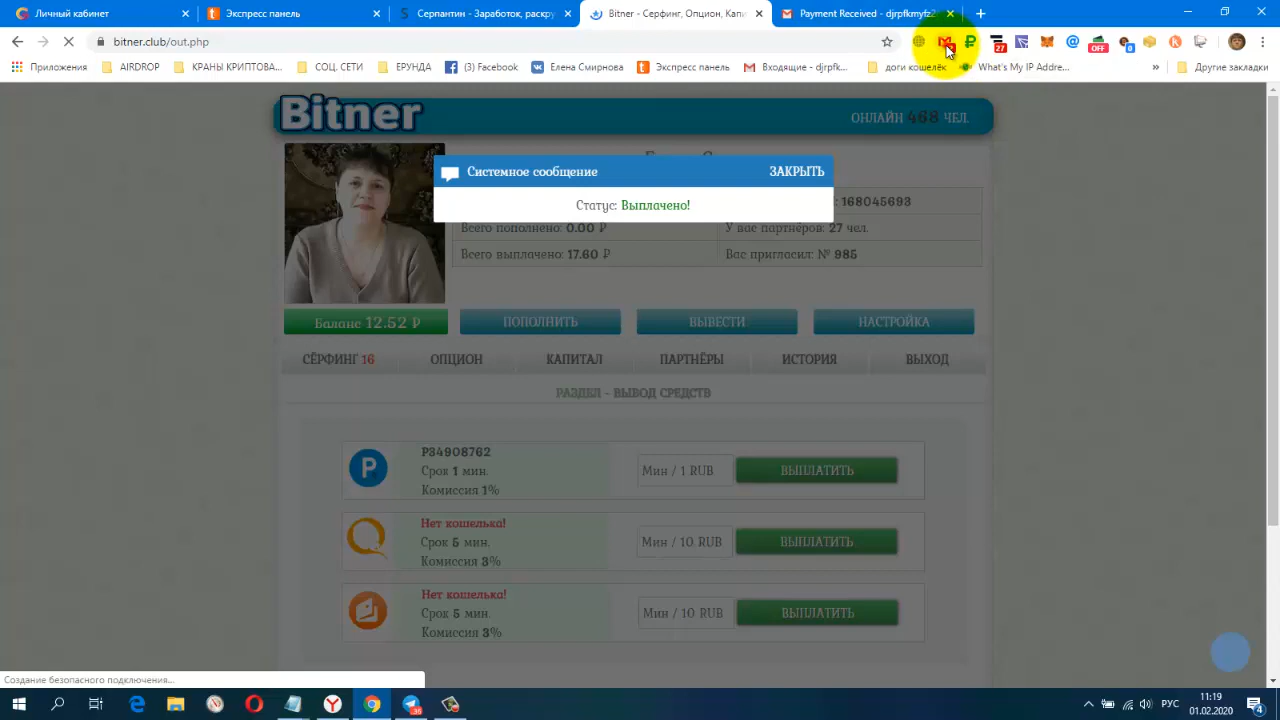 Личный кабинет
Экспресс панель
Серпантин - Заработок, раскру
Bitner - Серфинг, Опцион, Капи
Payment Received - djrpfkmyfz2
bitner.club/out.php
27
OFF
0
Приложения
AIRDROP
КРАНЫ КРИПТОВА...
СОЦ. СЕТИ
ЕРУНДА
(3) Facebook
Елена Смирнова
Экспресс панель
Входящие - djrpf...
доги кошелёк
What's My IP Addre...
»
Другие закладки
Bitner
ОНЛАЙН 468 ЧЕЛ.
Системное сообщение
ЗАКРЫТЬ
Статус: Выплачено!
: 168045693
Всего пополнено: 0.00 ₽
У вас партнёров: 27 чел.
Всего выплачено: 17.60 ₽
Вас пригласил: № 985
Баланс 12.52 ₽
ПОПОЛНИТЬ
ВЫВЕСТИ
НАСТРОЙКА
СЁРФИНГ 16
ОПЦИОН
КАПИТАЛ
ПАРТНЁРЫ
ИСТОРИЯ
ВЫХОД
РАЗДЕЛ - ВЫВОД СРЕДСТВ
P34908762
Срок 1 мин.
Комиссия 1%
Мин / 1 RUB
ВЫПЛАТИТЬ
Нет кошелька!
Срок 5 мин.
Комиссия 3%
Мин / 10 RUB
ВЫПЛАТИТЬ
Нет кошелька!
Срок 5 мин.
Комиссия 3%
Мин / 10 RUB
ВЫПЛАТИТЬ
Создание безопасного подключения...
РУС
11:19
01.02.2020
4